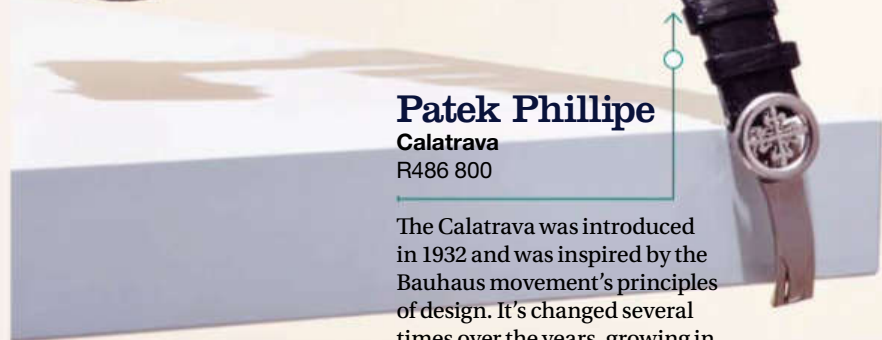 Patek Phillipe
Calatrava
R486 800
The Calatrava was introduced
in 1932 and was inspired by the
Bauhaus movement’s principles
of design. It’s changed several
times over the years, growing in